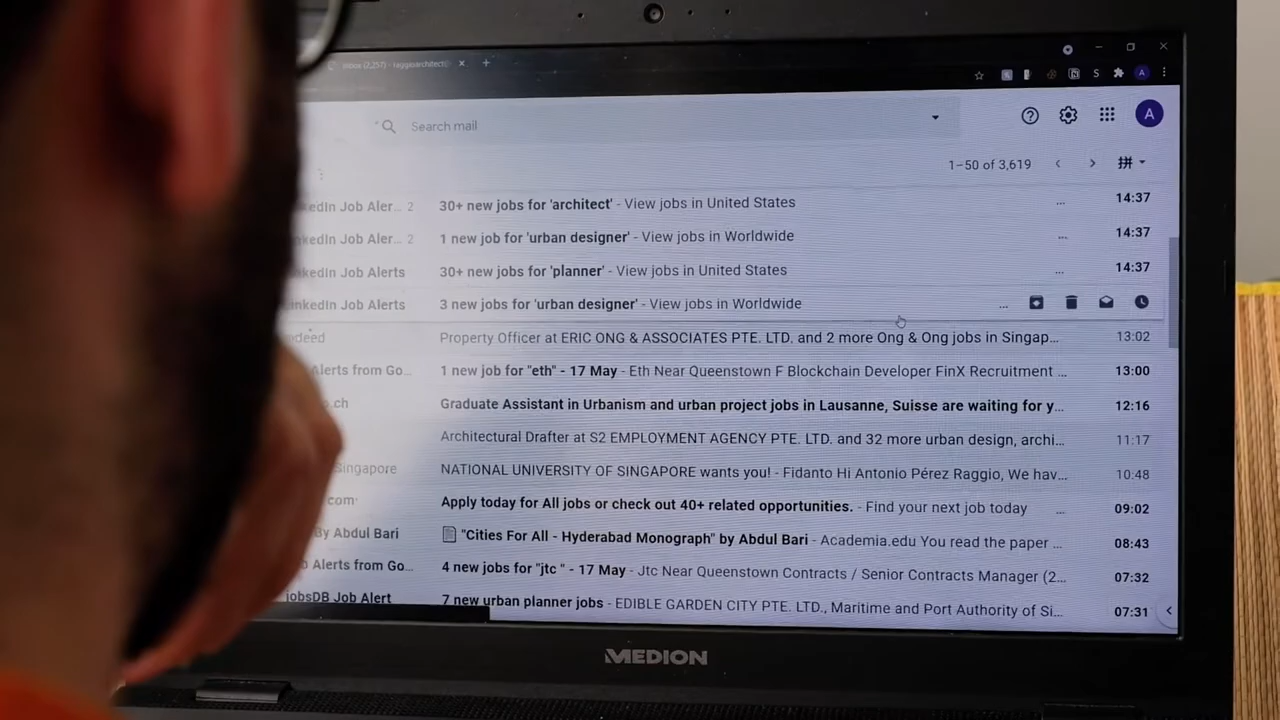 Inbox (2,257) - raggioarchitect@
Search mail
A
1–50 of 3,619
拼
kedIn Job Aler... 2 30+ new jobs for 'architect' - View jobs in United States ... 14:37
kedIn Job Aler... 2 1 new job for 'urban designer' - View jobs in Worldwide ... 14:37
inkedIn Job Alerts 30+ new jobs for 'planner' - View jobs in United States ... 14:37
inkedIn Job Alerts 3 new jobs for 'urban designer' - View jobs in Worldwide ...
deed Property Officer at ERIC ONG & ASSOCIATES PTE. LTD. and 2 more Ong & Ong jobs in Singap... 13:02
Alerts from Go... 1 new job for "eth" - 17 May - Eth Near Queenstown F Blockchain Developer FinX Recruitment ... 13:00
.ch Graduate Assistant in Urbanism and urban project jobs in Lausanne, Suisse are waiting for y... 12:16
Architectural Drafter at S2 EMPLOYMENT AGENCY PTE. LTD. and 32 more urban design, archi... 11:17
Singapore NATIONAL UNIVERSITY OF SINGAPORE wants you! - Fidanto Hi Antonio Pérez Raggio, We hav... 10:48
com Apply today for All jobs or check out 40+ related opportunities. - Find your next job today ... 09:02
By Abdul Bari "Cities For All - Hyderabad Monograph" by Abdul Bari - Academia.edu You read the paper ... 08:43
Alerts from Go... 4 new jobs for "jtc " - 17 May - Jtc Near Queenstown Contracts / Senior Contracts Manager (2... 07:32
jobsDB Job Alert 7 new urban planner jobs - EDIBLE GARDEN CITY PTE. LTD., Maritime and Port Authority of Si... 07:31
MEDION